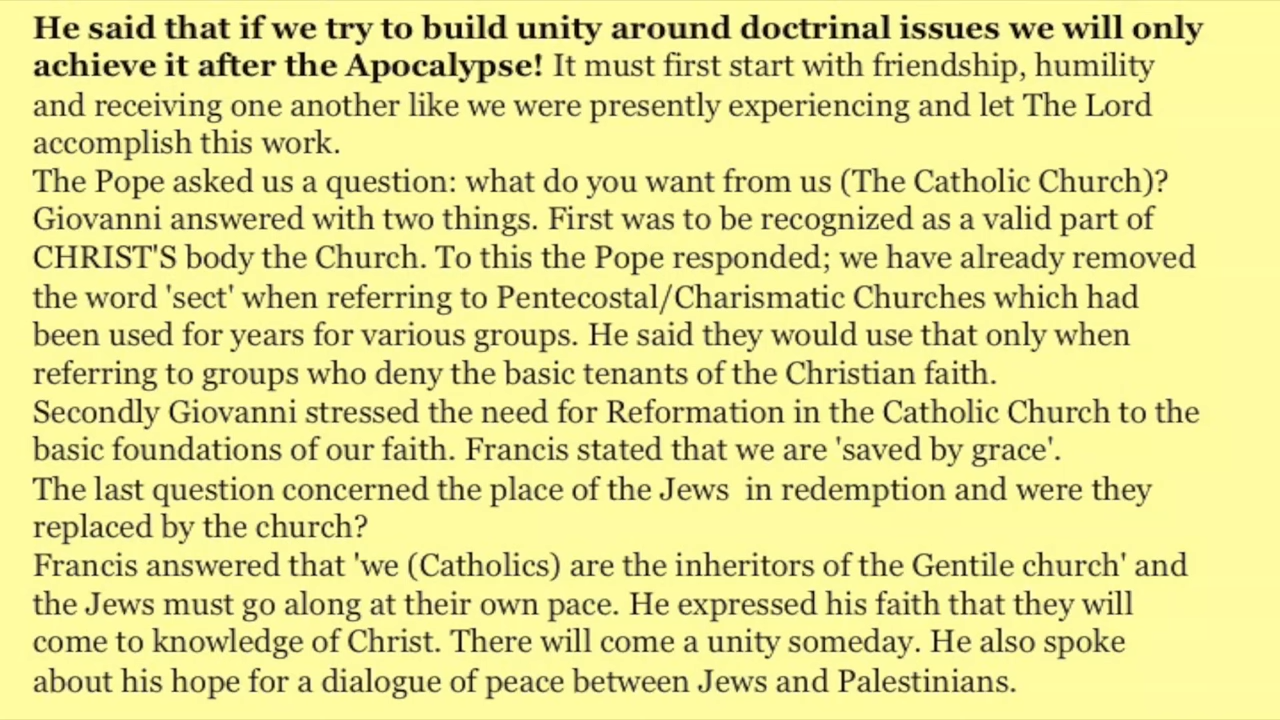 He said that if we try to build unity around doctrinal issues we will only
achieve it after the Apocalypse! It must first start with friendship, humility
and receiving one another like we were presently experiencing and let The Lord
accomplish this work.
The Pope asked us a question: what do you want from us (The Catholic Church)?
Giovanni answered with two things. First was to be recognized as a valid part of
CHRIST'S body the Church. To this the Pope responded; we have already removed
the word 'sect' when referring to Pentecostal/Charismatic Churches which had
been used for years for various groups. He said they would use that only when
referring to groups who deny the basic tenants of the Christian faith.
Secondly Giovanni stressed the need for Reformation in the Catholic Church to the
basic foundations of our faith. Francis stated that we are 'saved by grace'.
The last question concerned the place of the Jews  in redemption and were they
replaced by the church?
Francis answered that 'we (Catholics) are the inheritors of the Gentile church' and
the Jews must go along at their own pace. He expressed his faith that they will
come to knowledge of Christ. There will come a unity someday. He also spoke
about his hope for a dialogue of peace between Jews and Palestinians.